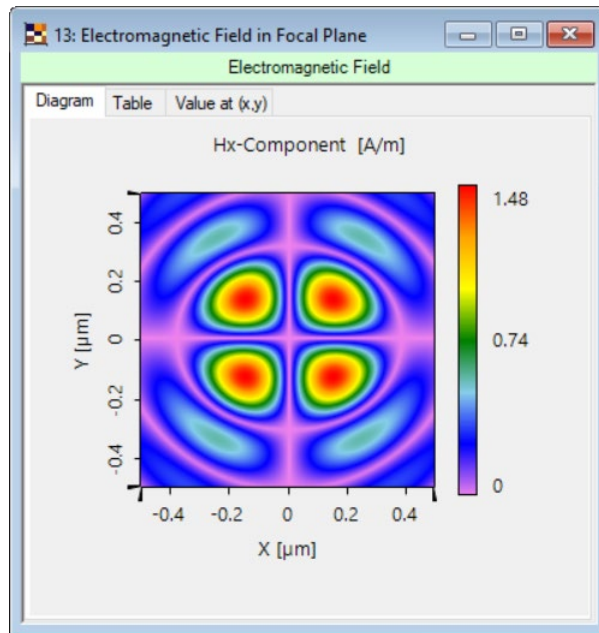 13: Electromagnetic Field in Focal Plane
Electromagnetic Field
Diagram Table Value at (x,y)
Hx-Component [A/m]
1.48
0.74
0
Y [µm]
0.4
0.2
0
-0.2
-0.4
-0.4 -0.2 0 0.2 0.4
X [µm]